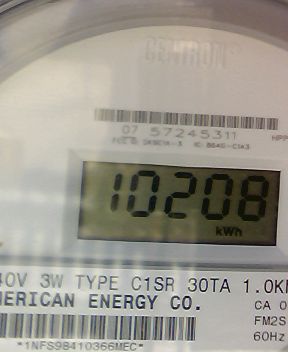 CENTRON®
07 57245311
10208
kWh
40V 3W TYPE C1SR 30TA 1.0K
MERICAN ENERGY CO.
CA 0
FM2S
60Hz
*1NFS98410366MEC*